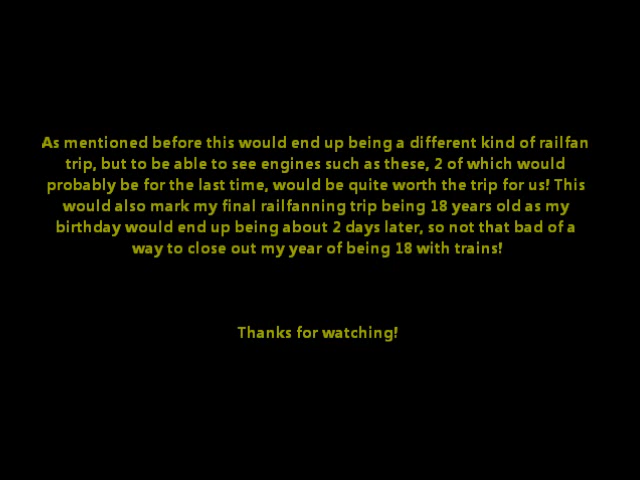 As mentioned before this would end up being a different kind of railfan
trip, but to be able to see engines such as these, 2 of which would
probably be for the last time, would be quite worth the trip for us! This
would also mark my final railfanning trip being 18 years old as my
birthday would end up being about 2 days later, so not that bad of a
way to close out my year of being 18 with trains!
Thanks for watching!